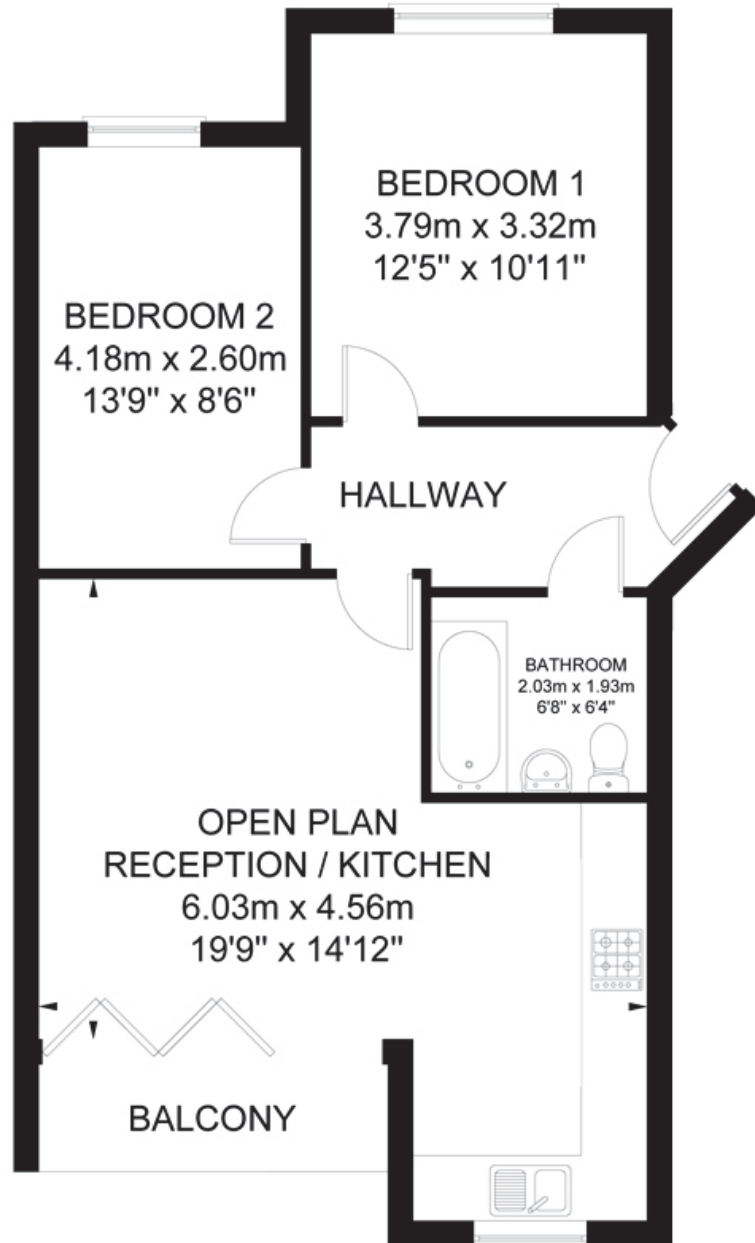 BEDROOM 1
3.79m x 3.32m
12'5" x 10'11"
BEDROOM 2
4.18m x 2.60m
13'9" x 8'6"
HALLWAY
BATHROOM
2.03m x 1.93m
6'8" x 6'4"
OPEN PLAN
RECEPTION / KITCHEN
6.03m x 4.56m
19'9" x 14'12"
BALCONY